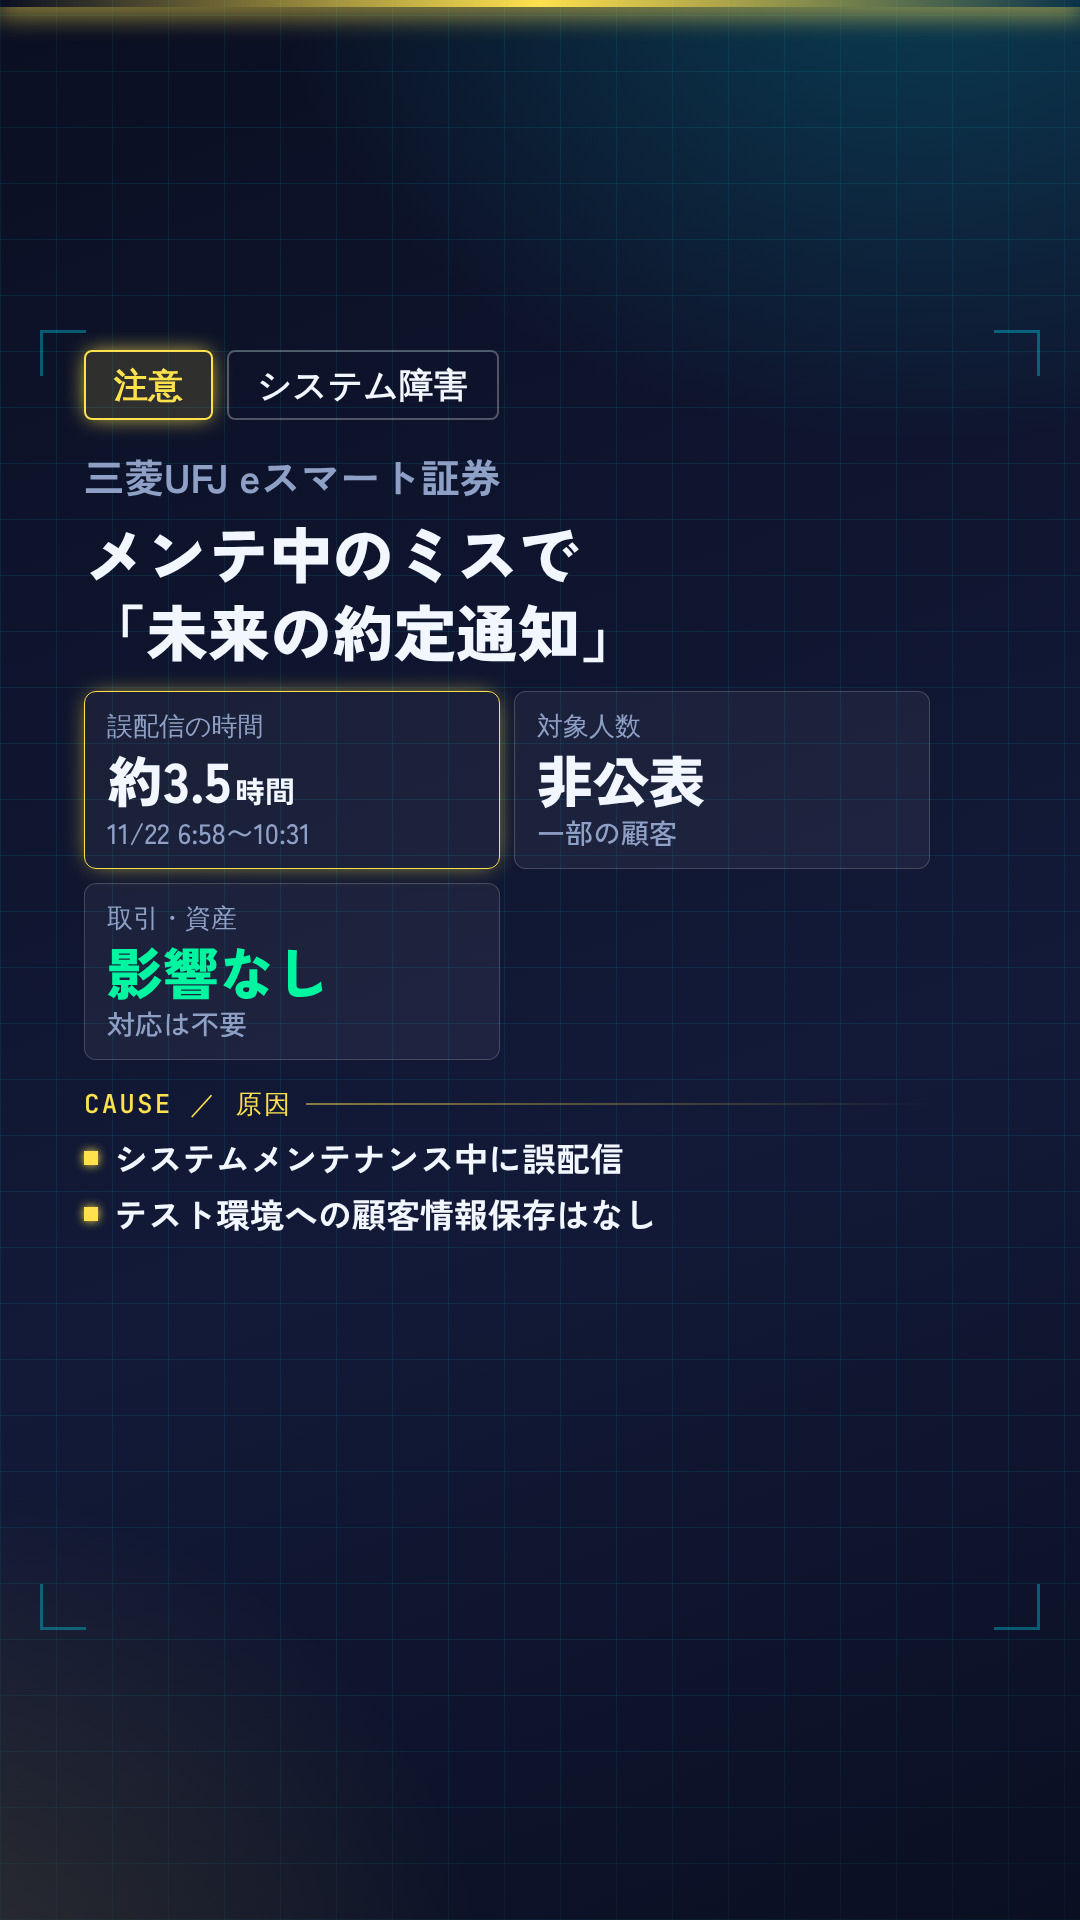 注意
システム障害
三菱UFJ eスマート証券
メンテ中のミスで
「未来の約定通知」
誤配信の時間
約3.5時間
11/22 6:58〜10:31
対象人数
非公表
一部の顧客
取引・資産
影響なし
対応は不要
CAUSE ／ 原因
システムメンテナンス中に誤配信
テスト環境への顧客情報保存はなし